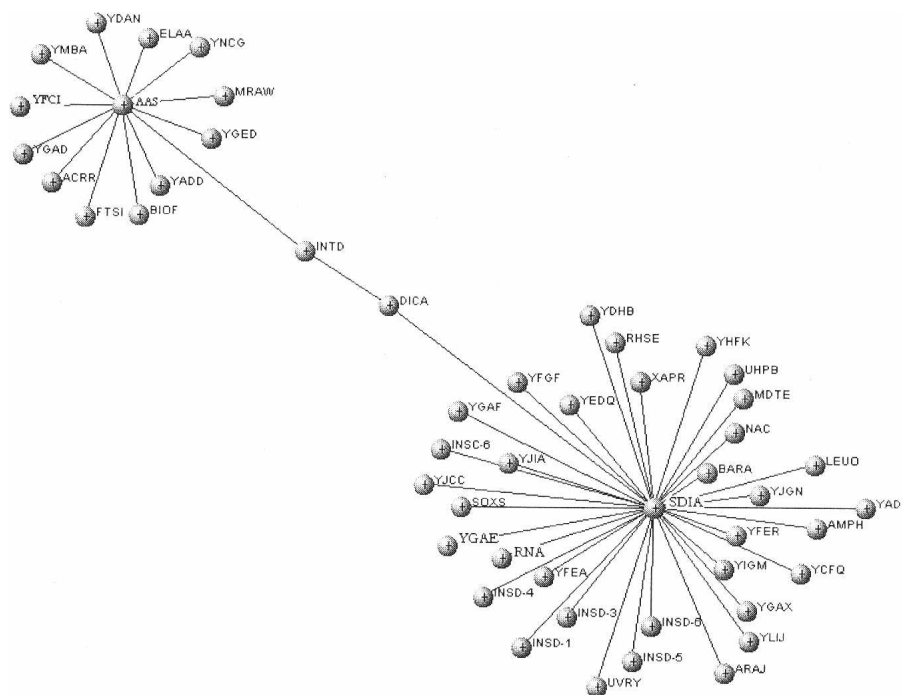 YDAN
ELAA
YNCG
YMBA
MRAW
YFCI
AAS
YGED
YGAD
ACRR
YADD
FTSI
BIOF
INTD
DICA
YDHB
RHSE
YHFK
UHPB
YFGF
XAPR
MDTE
YEDQ
YGAF
NAC
INSC-6
YJIA
BARA
LEUO
YJCC
YJGN
SOXS
SDIA
YAD
AMPH
YGAE
RNA
YFER
YFEA
YIGM
YCFQ
INSD-4
INSD-3
INSD-6
YGAX
INSD-1
INSD-5
YLIJ
UVRY
ARAJ